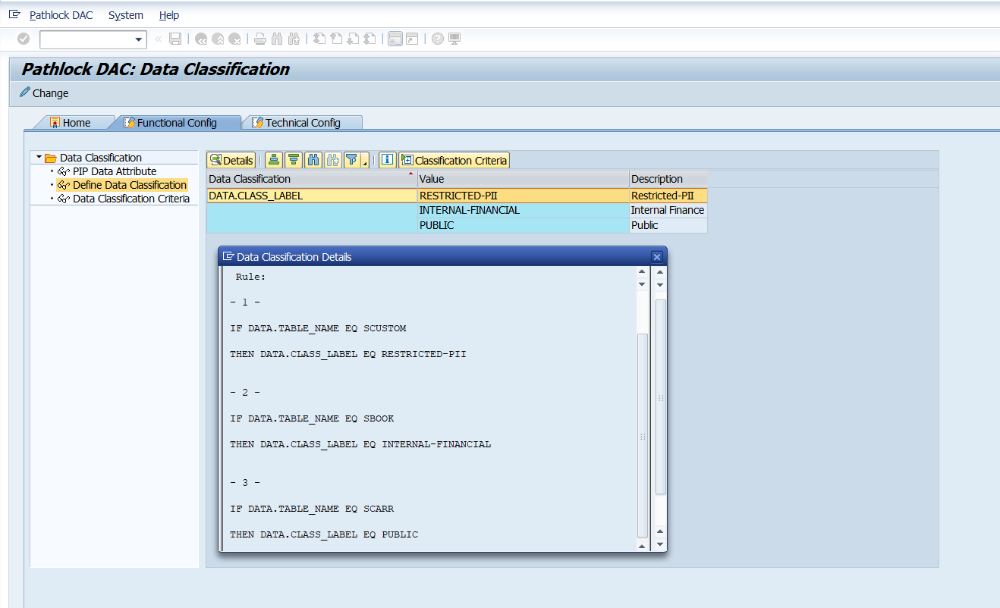 Pathlock DAC System Help
Pathlock DAC: Data Classification
Change
Home Functional Config Technical Config
Data Classification
PIP Data Attribute
Define Data Classification
Data Classification Criteria
Details Classification Criteria
Data Classification Value Description
DATA.CLASS_LABEL RESTRICTED-PII Restricted-PII
INTERNAL-FINANCIAL Internal Finance
PUBLIC Public
Data Classification Details
Rule:
- 1 -
IF DATA.TABLE_NAME EQ SCUSTOM
THEN DATA.CLASS_LABEL EQ RESTRICTED-PII
- 2 -
IF DATA.TABLE_NAME EQ SBOOK
THEN DATA.CLASS_LABEL EQ INTERNAL-FINANCIAL
- 3 -
IF DATA.TABLE_NAME EQ SCARR
THEN DATA.CLASS_LABEL EQ PUBLIC